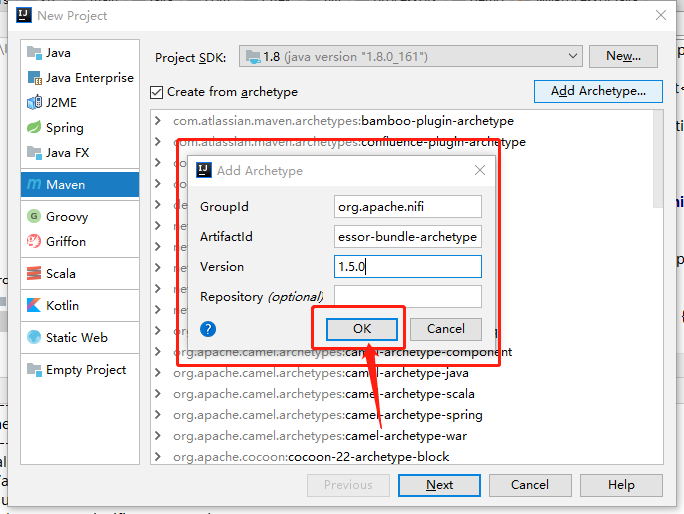 New Project
Java
Java Enterprise
J2ME
Spring
Java FX
Maven
Groovy
Griffon
Scala
Kotlin
Static Web
Empty Project
Project SDK: 1.8 (java version "1.8.0_161") New...
Create from archetype Add Archetype...
com.atlassian.maven.archetypes:bamboo-plugin-archetype
com.atlassian.maven.archetypes:confluence-plugin-archetype
Add Archetype
GroupId org.apache.nifi
ArtifactId essor-bundle-archetype
Version 1.5.0
Repository (optional)
? OK Cancel
org.apache.camel.archetypes:camel-archetype-component
org.apache.camel.archetypes:camel-archetype-java
org.apache.camel.archetypes:camel-archetype-scala
org.apache.camel.archetypes:camel-archetype-spring
org.apache.camel.archetypes:camel-archetype-war
org.apache.cocoon:cocoon-22-archetype-block
Previous Next Cancel Help